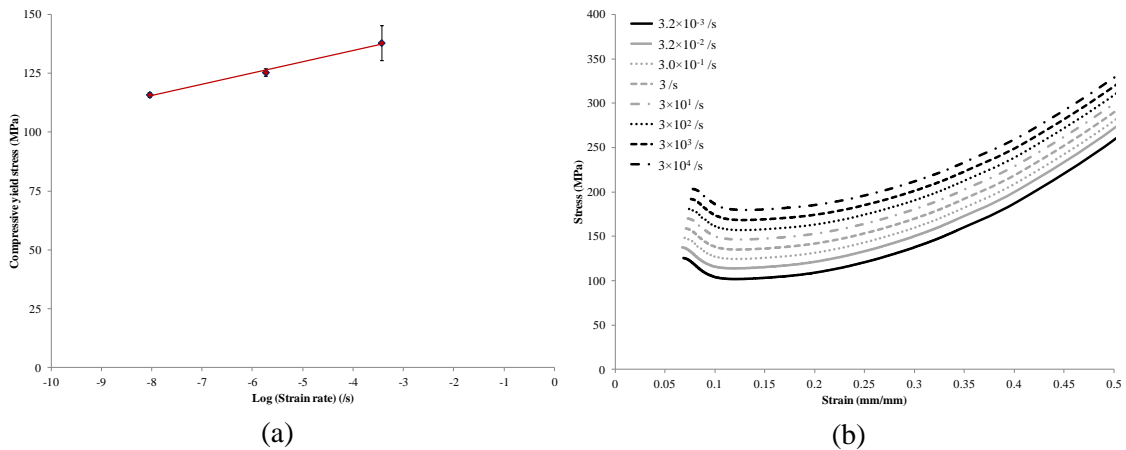 150
125
100
75
50
25
0
Compressive yield stress (MPa)
-10 -9 -8 -7 -6 -5 -4 -3 -2 -1 0
Log (Strain rate) (/s)
(a)
400
350
300
250
200
150
100
50
0
Stress (MPa)
3.2×10⁻³ /s
3.2×10⁻² /s
3.0×10⁻¹ /s
3 /s
3×10¹ /s
3×10² /s
3×10³ /s
3×10⁴ /s
0 0.05 0.1 0.15 0.2 0.25 0.3 0.35 0.4 0.45 0.5
Strain (mm/mm)
(b)